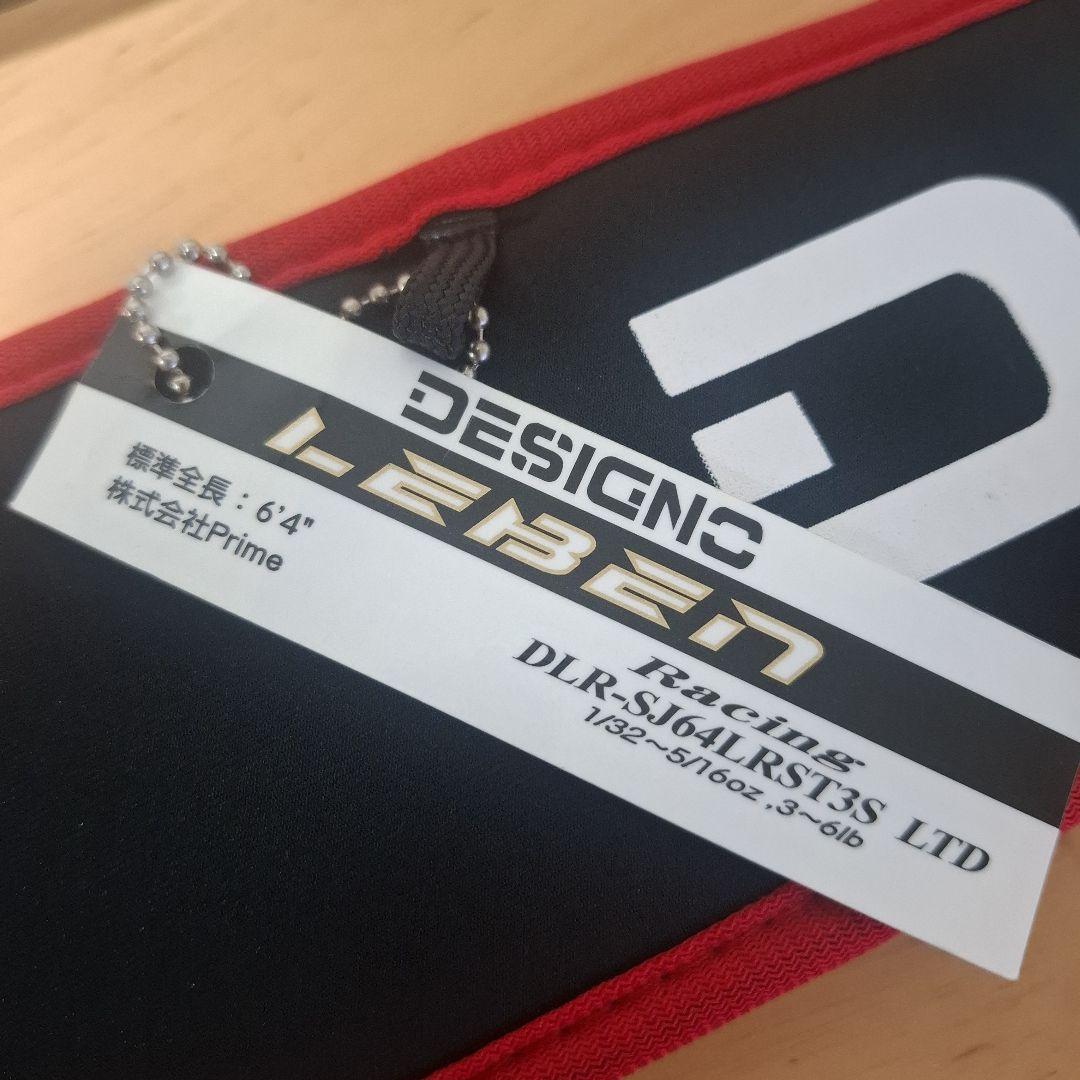 DESIGNO
LEBEN
標準全長：6'4"
株式会社Prime
Racing
DLR-SJ64LRST3S LTD
1/32~5/16oz ,3~6lb